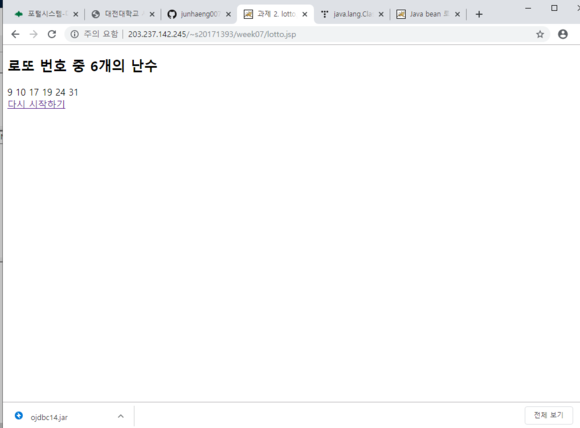 포털시스템-
대전대학교
junhaeng00
과제 2. lotto
java.lang.Cla
Java bean
주의 요함 | 203.237.142.245/~s20171393/week07/lotto.jsp
로또 번호 중 6개의 난수
9 10 17 19 24 31
다시 시작하기
ojdbc14.jar
전체 보기